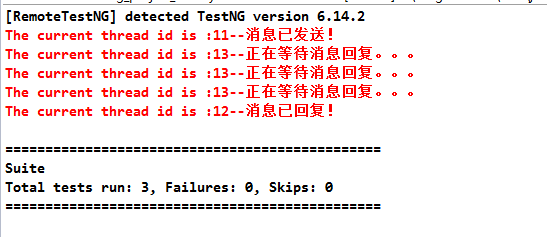 [RemoteTestNG] detected TestNG version 6.14.2
The current thread id is :11--消息已发送!
The current thread id is :13--正在等待消息回复。。。
The current thread id is :13--正在等待消息回复。。。
The current thread id is :13--正在等待消息回复。。。
The current thread id is :12--消息已回复!
===============================================
Suite
Total tests run: 3, Failures: 0, Skips: 0
===============================================